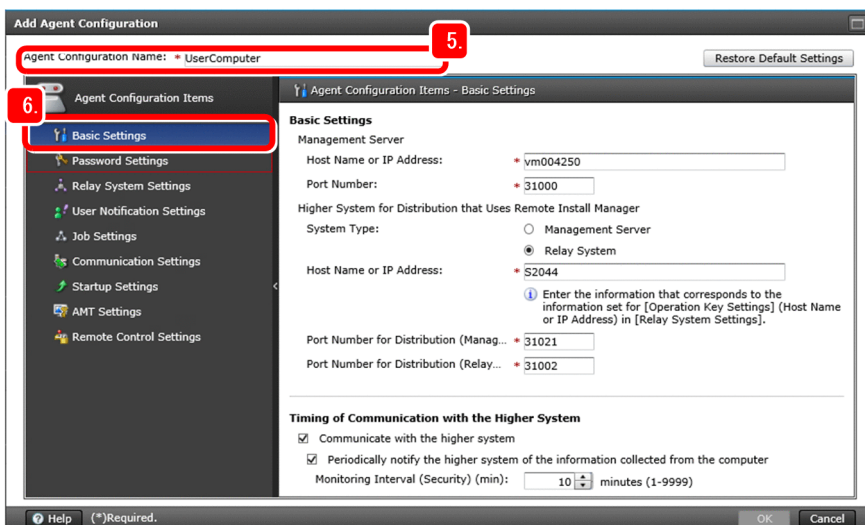 Add Agent Configuration
5.
Agent Configuration Name: * UserComputer
Restore Default Settings
6.
Agent Configuration Items
Basic Settings
Password Settings
Relay System Settings
User Notification Settings
Job Settings
Communication Settings
Startup Settings
AMT Settings
Remote Control Settings
Agent Configuration Items - Basic Settings
Basic Settings
Management Server
Host Name or IP Address: * vm004250
Port Number: * 31000
Higher System for Distribution that Uses Remote Install Manager
System Type: Management Server
Relay System
Host Name or IP Address: * S2044
Enter the information that corresponds to the
information set for [Operation Key Settings] (Host Name
or IP Address) in [Relay System Settings].
Port Number for Distribution (Manag... * 31021
Port Number for Distribution (Relay... * 31002
Timing of Communication with the Higher System
Communicate with the higher system
Periodically notify the higher system of the information collected from the computer
Monitoring Interval (Security) (min): 10 minutes (1-9999)
Help (*)Required.
OK Cancel